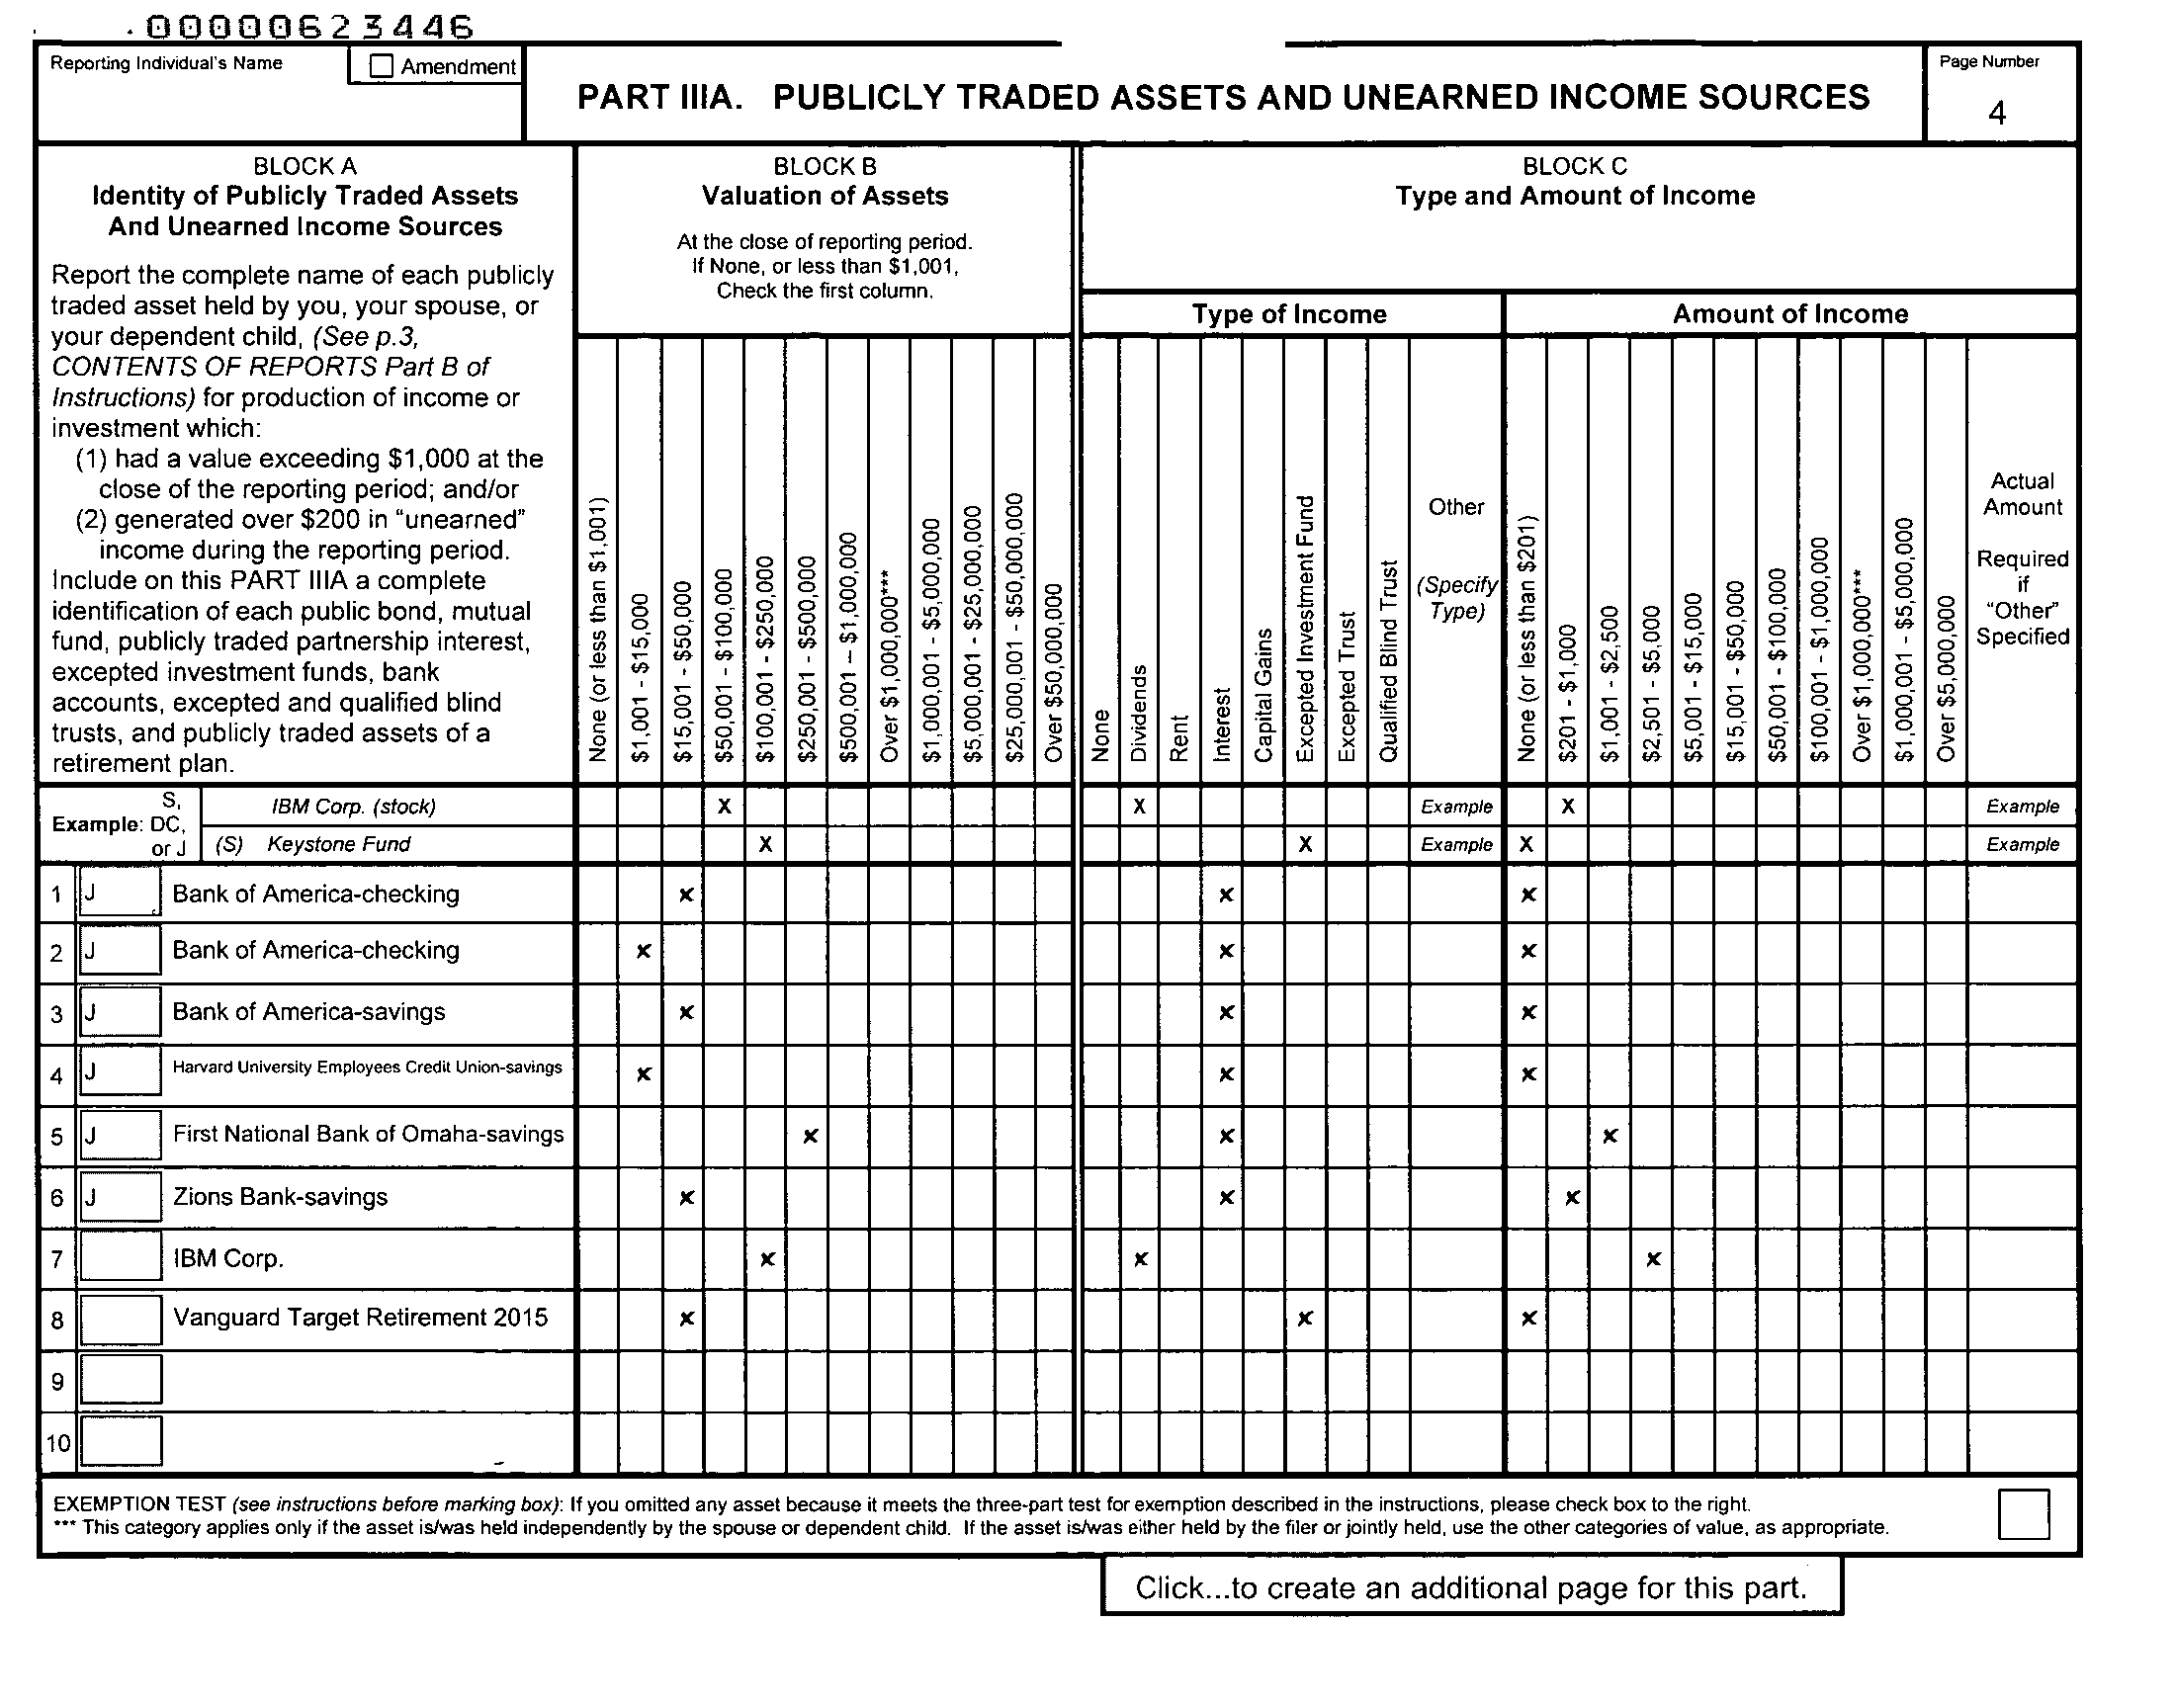 00000623446
Reporting Individual's Name
Amendment
PART IIIA. PUBLICLY TRADED ASSETS AND UNEARNED INCOME SOURCES
Page Number
4
BLOCK A
Identity of Publicly Traded Assets
And Unearned Income Sources
Report the complete name of each publicly
traded asset held by you, your spouse, or
your dependent child, (See p.3,
CONTENTS OF REPORTS Part B of
Instructions) for production of income or
investment which:
(1) had a value exceeding $1,000 at the
close of the reporting period; and/or
(2) generated over $200 in "unearned"
income during the reporting period.
Include on this PART IIIA a complete
identification of each public bond, mutual
fund, publicly traded partnership interest,
excepted investment funds, bank
accounts, excepted and qualified blind
trusts, and publicly traded assets of a
retirement plan.
BLOCK B
Valuation of Assets
At the close of reporting period.
If None, or less than $1,001,
Check the first column.
None (or less than $1,001)
$1,001 - $15,000
$15,001 - $50,000
$50,001 - $100,000
$100,001 - $250,000
$250,001 - $500,000
$500,001 – $1,000,000
Over $1,000,000***
$1,000,001 - $5,000,000
$5,000,001 - $25,000,000
$25,000,001 - $50,000,000
Over $50,000,000
BLOCK C
Type and Amount of Income
Type of Income
None
Dividends
Rent
Interest
Capital Gains
Excepted Investment Fund
Excepted Trust
Qualified Blind Trust
Other
(Specify
Type)
Amount of Income
None (or less than $201)
$201 - $1,000
$1,001 - $2,500
$2,501 - $5,000
$5,001 - $15,000
$15,001 - $50,000
$50,001 - $100,000
$100,001 - $1,000,000
Over $1,000,000***
$1,000,001 - $5,000,000
Over $5,000,000
Actual
Amount
Required
if
"Other"
Specified
Example: S, DC, or J
IBM Corp. (stock) X X Example X Example
(S) Keystone Fund X X Example X Example
1 J Bank of America-checking x x x
2 J Bank of America-checking x x x
3 J Bank of America-savings x x x
4 J Harvard University Employees Credit Union-savings x x x
5 J First National Bank of Omaha-savings x x x
6 J Zions Bank-savings x x x
7 IBM Corp. x x x
8 Vanguard Target Retirement 2015 x x x
9
10
EXEMPTION TEST (see instructions before marking box): If you omitted any asset because it meets the three-part test for exemption described in the instructions, please check box to the right.
*** This category applies only if the asset is/was held independently by the spouse or dependent child. If the asset is/was either held by the filer or jointly held, use the other categories of value, as appropriate.
Click...to create an additional page for this part.